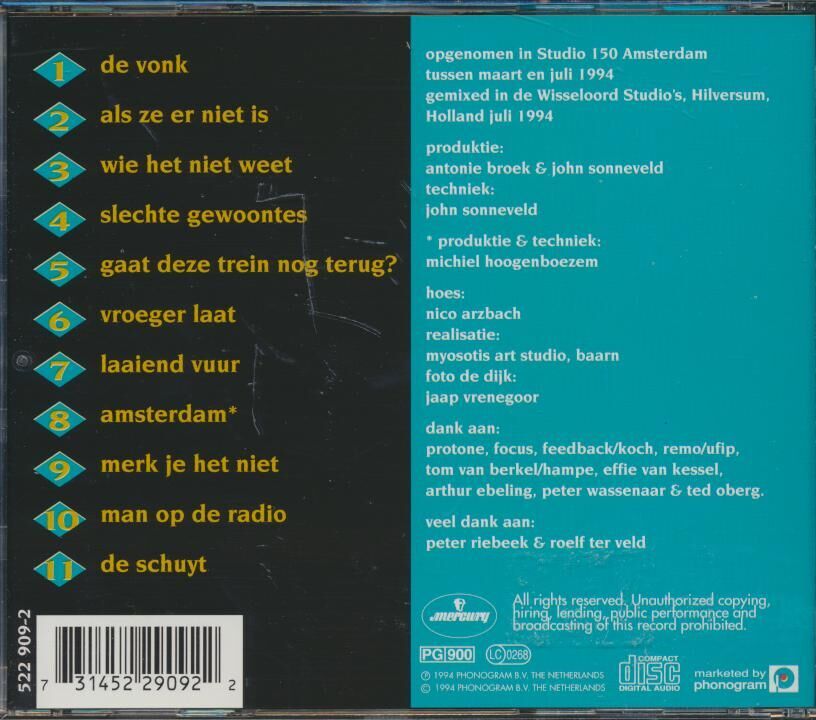 1 de vonk
2 als ze er niet is
3 wie het niet weet
4 slechte gewoontes
5 gaat deze trein nog terug?
6 vroeger laat
7 laaiend vuur
8 amsterdam*
9 merk je het niet
10 man op de radio
11 de schuyt
522 909-2
7 31452 29092 2
opgenomen in Studio 150 Amsterdam
tussen maart en juli 1994
gemixed in de Wisseloord Studio's, Hilversum,
Holland juli 1994
produktie:
antonie broek & john sonneveld
techniek:
john sonneveld
* produktie & techniek:
michiel hoogenboezem
hoes:
nico arzbach
realisatie:
myosotis art studio, baarn
foto de dijk:
jaap vrenegoor
dank aan:
protone, focus, feedback/koch, remo/ufip,
tom van berkel/hampe, effie van kessel,
arthur ebeling, peter wassenaar & ted oberg.
veel dank aan:
peter riebeek & roelf ter veld
mercury
All rights reserved. Unauthorized copying,
hiring, lending, public performance and
broadcasting of this record prohibited.
PG 900 LC 0268
℗ 1994 PHONOGRAM B.V. THE NETHERLANDS
© 1994 PHONOGRAM B.V. THE NETHERLANDS
COMPACT
disc
DIGITAL AUDIO
marketed by
phonogram